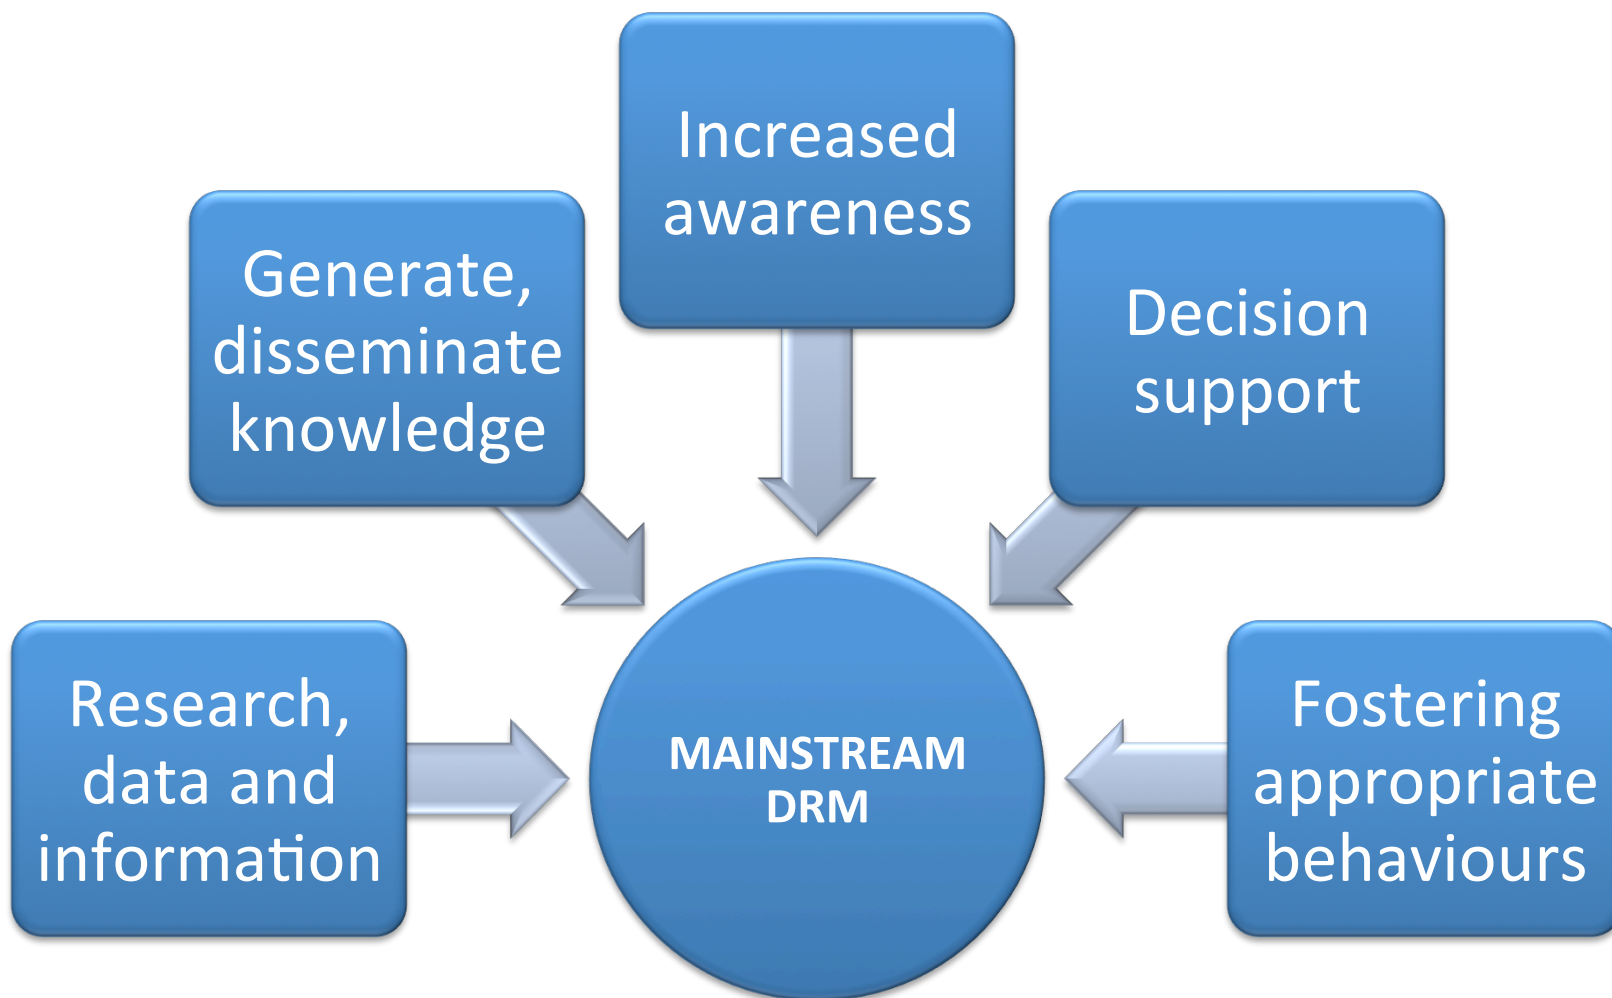 Research,
data and
information
Generate,
disseminate
knowledge
Increased
awareness
Decision
support
Fostering
appropriate
behaviours
MAINSTREAM
DRM